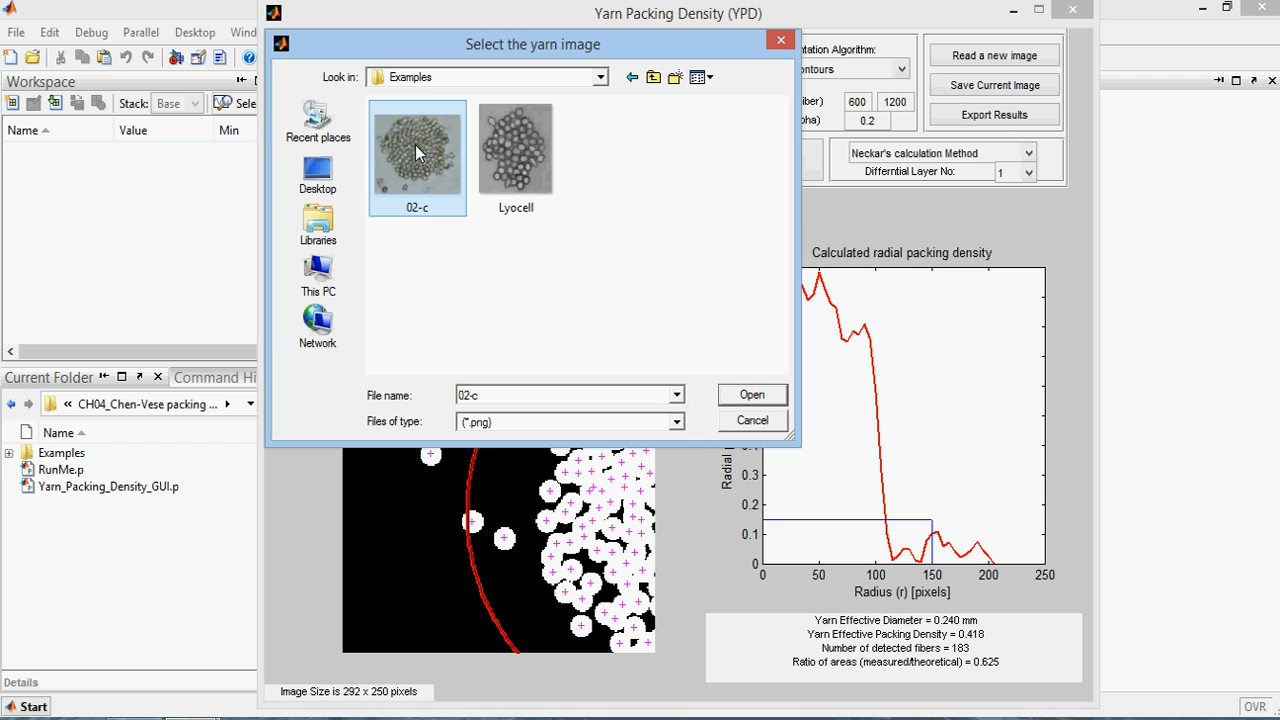 Yarn Packing Density (YPD)
File Edit Debug Parallel Desktop Wind
Select the yarn image
Look in: Examples
Recent places
Desktop
Libraries
This PC
Network
02-c
Lyocell
File name: 02-c
Open
Files of type: (*.png)
Cancel
Workspace
Stack: Base Sele
Name Value Min
Current Folder Command Hi
« CH04_Chen-Vese packing ...
Name
Examples
RunMe.p
Yarn_Packing_Density_GUI.p
Details
Start
ntation Algorithm:
ontours
iber) 600 1200
pha) 0.2
Read a new image
Save Current Image
Export Results
Neckar's calculation Method
Differntial Layer No: 1
Calculated radial packing density
Radial
0.3
0.2
0.1
0
0 50 100 150 200 250
Radius (r) [pixels]
Yarn Effective Diameter = 0.240 mm
Yarn Effective Packing Density = 0.418
Number of detected fibers = 183
Ratio of areas (measured/theoretical) = 0.625
Image Size is 292 x 250 pixels
OVR